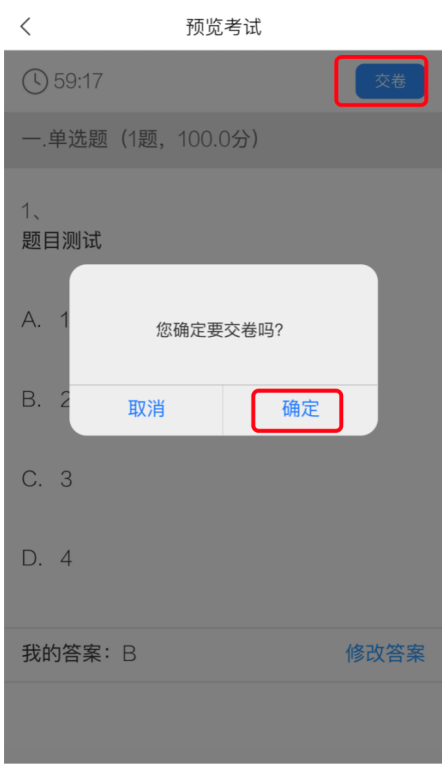 预览考试
59:17
交卷
一.单选题（1题，100.0分）
1、
题目测试
A. 1
您确定要交卷吗?
B. 2
取消
确定
C. 3
D. 4
我的答案：B
修改答案